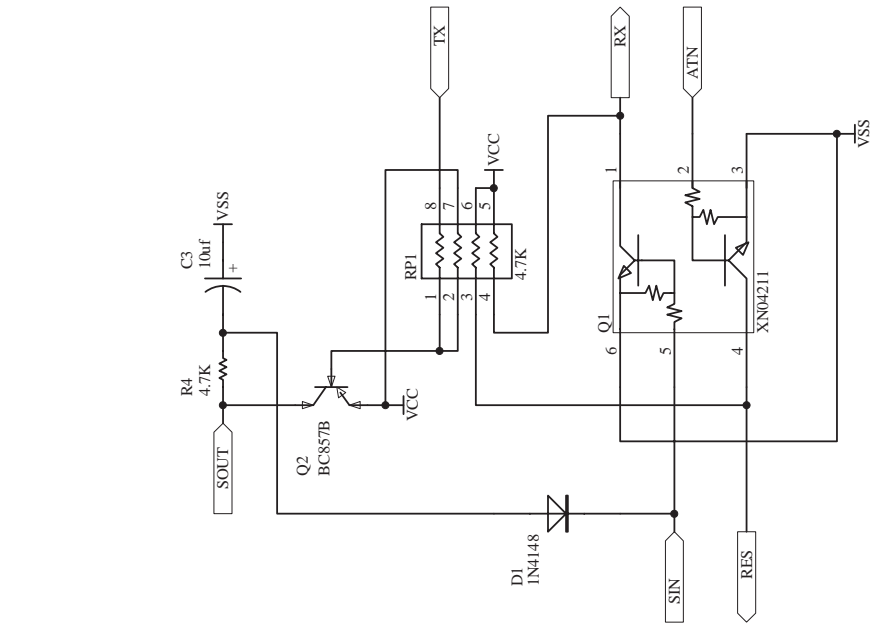 TX
RX
ATN
VSS
C3
10uf
+
R4
4.7K
SOUT
Q2
BC857B
VCC
RP1
8
7
6
5
1
2
3
4
4.7K
VCC
1
2
3
Q1
XN04211
6
5
4
VSS
D1
1N4148
SIN
RES